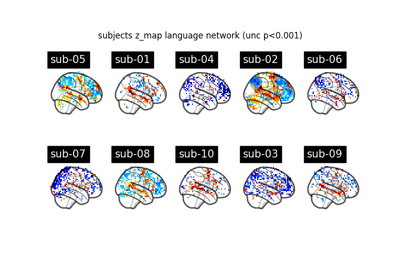 subjects z_map language network (unc p<0.001)
sub-05 sub-01 sub-04 sub-02 sub-06
sub-07 sub-08 sub-10 sub-03 sub-09